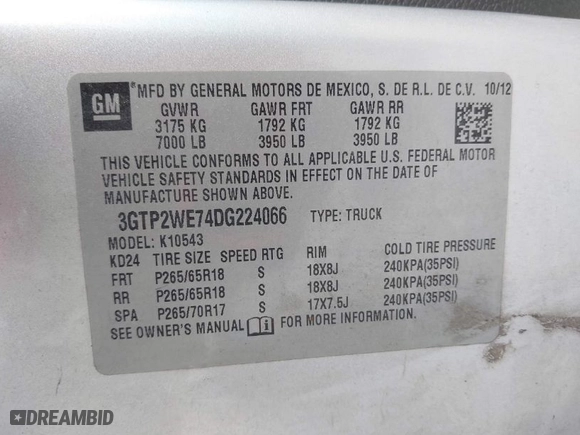 GM
*MFD BY GENERAL MOTORS DE MEXICO, S. DE R.L. DE C.V. 10/12
GVWR GAWR FRT GAWR RR
3175 KG 1792 KG 1792 KG
7000 LB 3950 LB 3950 LB
THIS VEHICLE CONFORMS TO ALL APPLICABLE U.S. FEDERAL MOTOR
VEHICLE SAFETY STANDARDS IN EFFECT ON THE DATE OF
MANUFACTURE SHOWN ABOVE.
3GTP2WE74DG224066 TYPE: TRUCK
MODEL: K10543
KD24 TIRE SIZE SPEED RTG RIM COLD TIRE PRESSURE
FRT P265/65R18 S 18X8J 240KPA(35PSI)
RR P265/65R18 S 18X8J 240KPA(35PSI)
SPA P265/70R17 S 17X7.5J 240KPA(35PSI)
SEE OWNER'S MANUAL FOR MORE INFORMATION.
DREAMBID